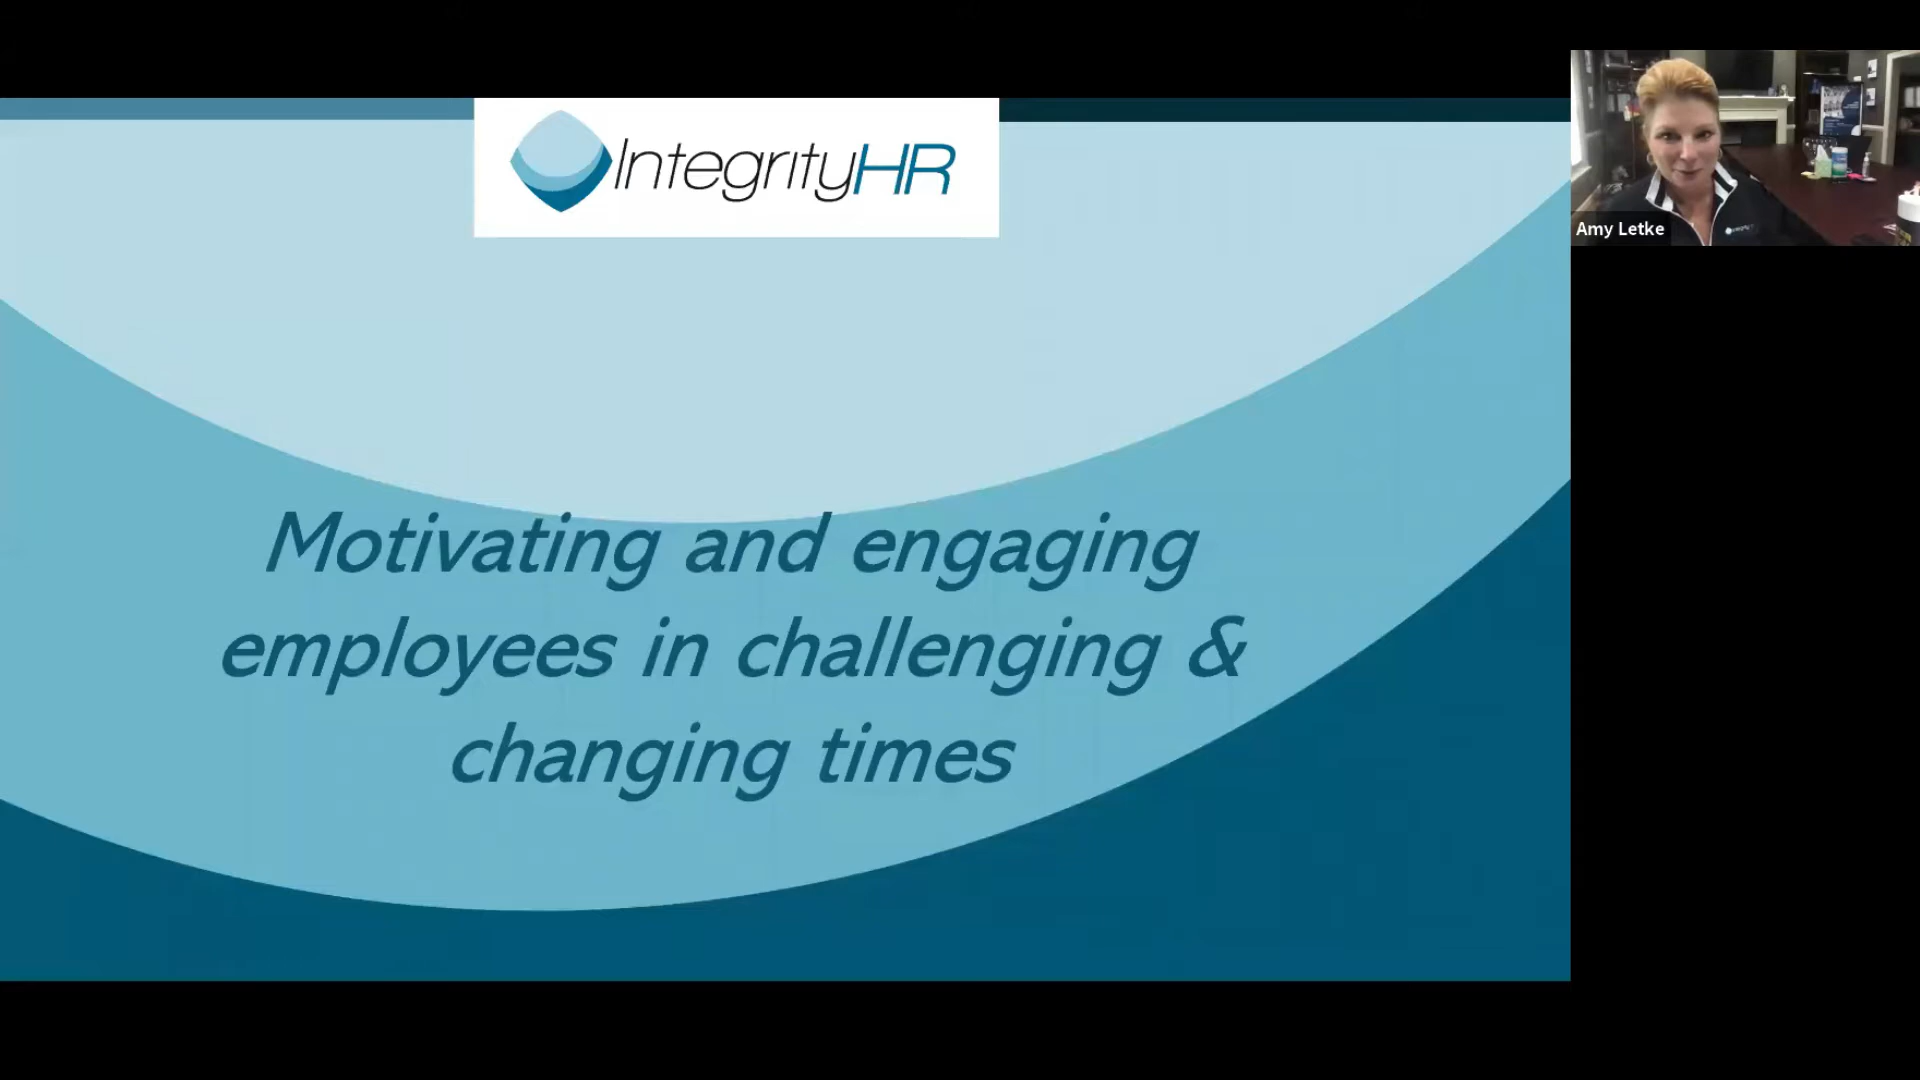 IntegrityHR
Amy Letke
Motivating and engaging
employees in challenging &
changing times